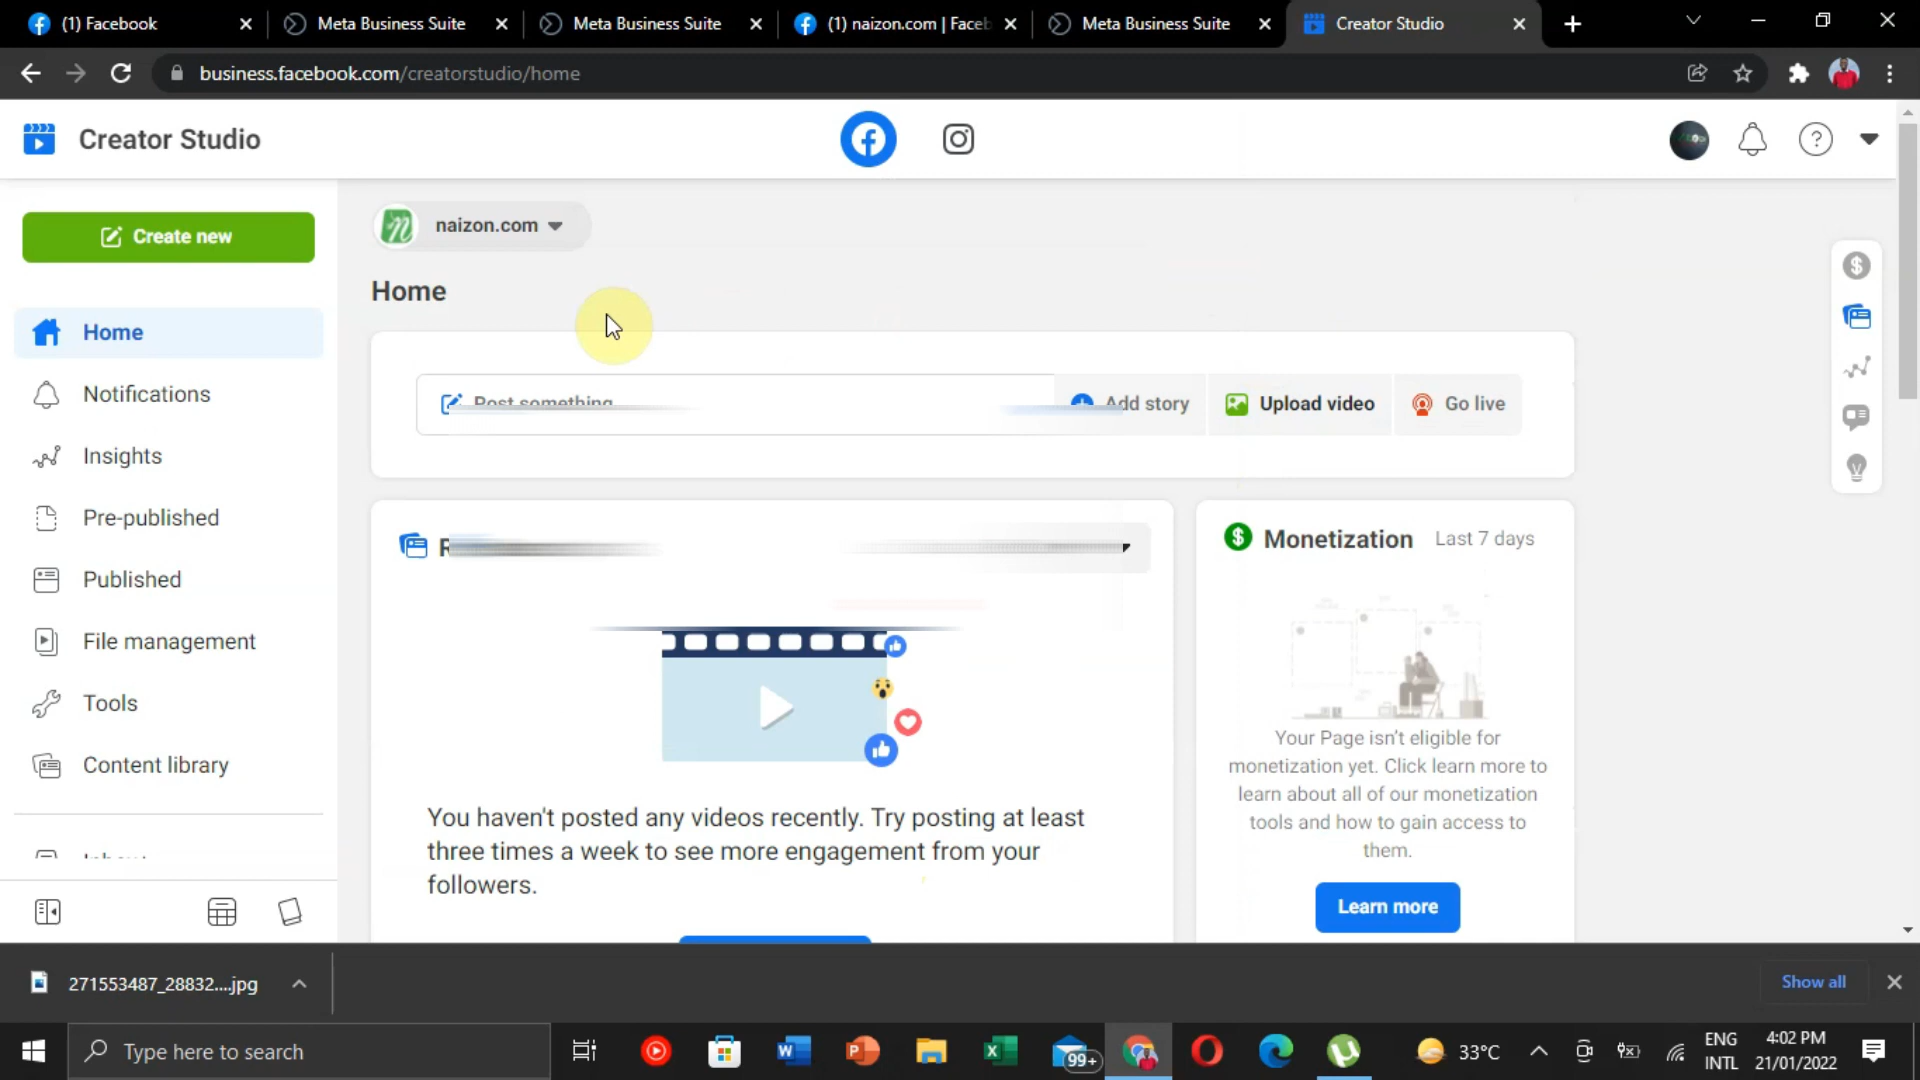 (1) Facebook
Meta Business Suite
Meta Business Suite
(1) naizon.com | Faceb
Meta Business Suite
Creator Studio
business.facebook.com/creatorstudio/home
Creator Studio
Create new
naizon.com
Home
Home
Notifications
Insights
Pre-published
Published
File management
Tools
Content library
Post something
Add story
Upload video
Go live
You haven't posted any videos recently. Try posting at least
three times a week to see more engagement from your
followers.
Monetization Last 7 days
Your Page isn't eligible for
monetization yet. Click learn more to
learn about all of our monetization
tools and how to gain access to
them.
Learn more
271553487_28832....jpg
Show all
Type here to search
99+
33°C
ENG
INTL
4:02 PM
21/01/2022